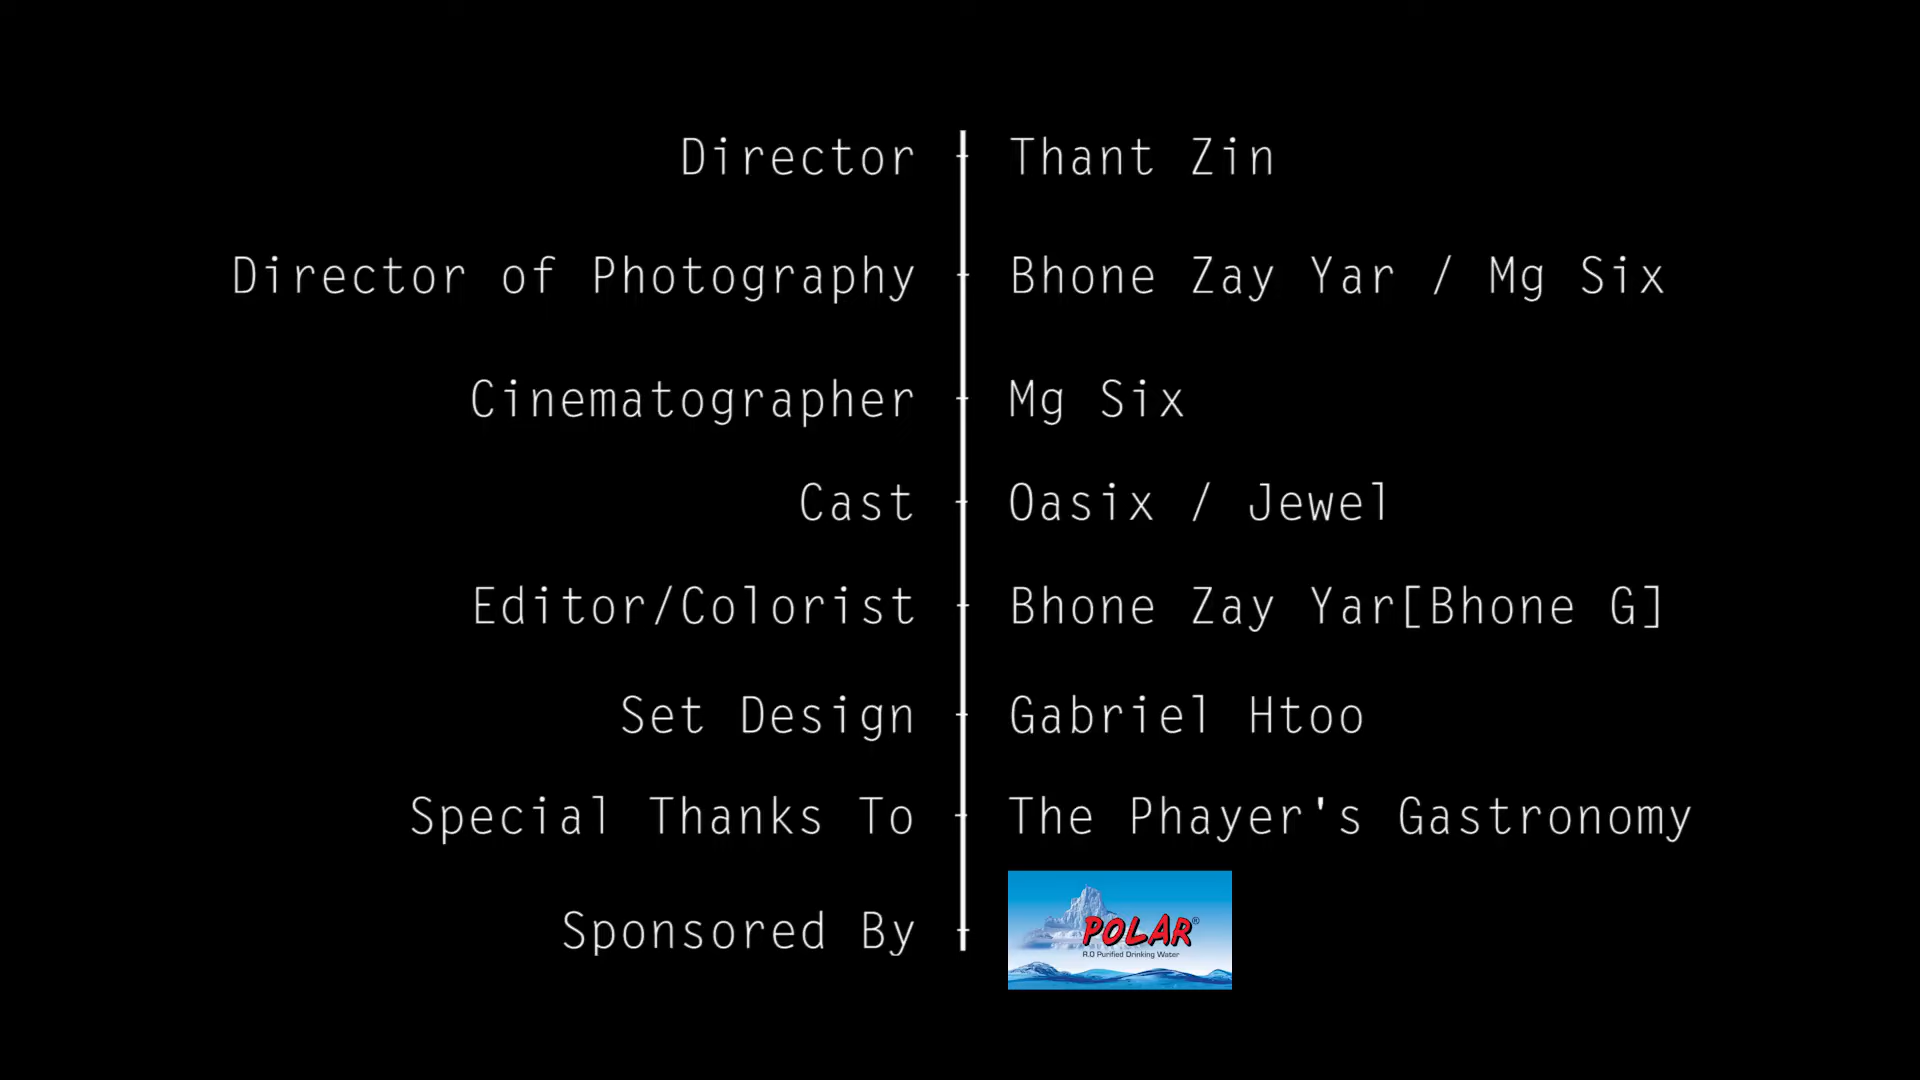 Director Thant Zin
Director of Photography Bhone Zay Yar / Mg Six
Cinematographer Mg Six
Cast Oasix / Jewel
Editor/Colorist Bhone Zay Yar[Bhone G]
Set Design Gabriel Htoo
Special Thanks To The Phayer's Gastronomy
Sponsored By
POLAR®
R.O Purified Drinking Water